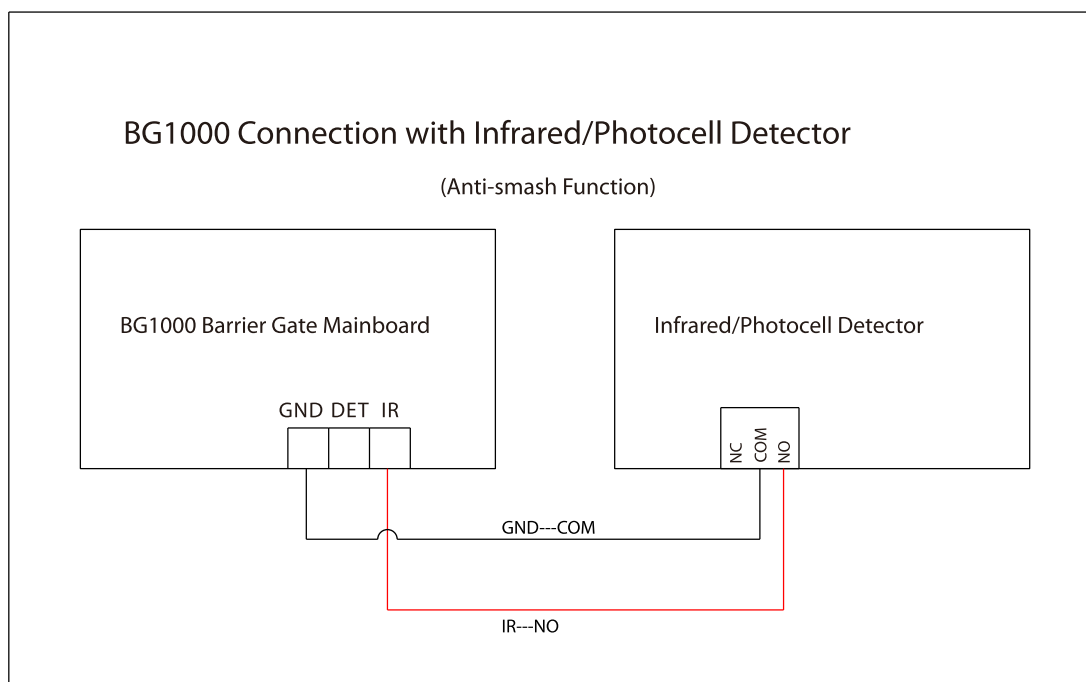 BG1000 Connection with Infrared/Photocell Detector
(Anti-smash Function)
BG1000 Barrier Gate Mainboard
Infrared/Photocell Detector
GND DET IR
NC
COM
NO
GND---COM
IR---NO